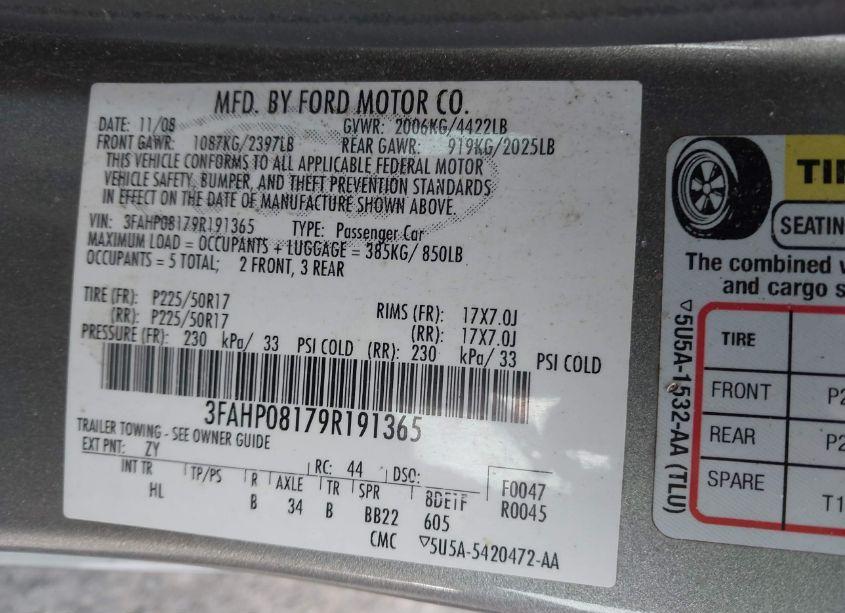 MFD. BY FORD MOTOR CO.
DATE: 11/08 GVWR: 2006KG/4422LB
FRONT GAWR: 1087KG/2397LB REAR GAWR: 919KG/2025LB
THIS VEHICLE CONFORMS TO ALL APPLICABLE FEDERAL MOTOR
VEHICLE SAFETY, BUMPER, AND THEFT PREVENTION STANDARDS
IN EFFECT ON THE DATE OF MANUFACTURE SHOWN ABOVE.
VIN: 3FAHP08179R191365 TYPE: Passenger Car
MAXIMUM LOAD = OCCUPANTS + LUGGAGE = 385KG/ 850LB
OCCUPANTS = 5 TOTAL; 2 FRONT, 3 REAR
TIRE (FR): P225/50R17 RIMS (FR): 17X7.0J
(RR): P225/50R17 (RR): 17X7.0J
PRESSURE (FR): 230 kPa/ 33 PSI COLD (RR): 230 kPa/ 33 PSI COLD
3FAHP08179R191365
TRAILER TOWING - SEE OWNER GUIDE
EXT PNT: ZY RC: 44 DSO: F0047
INT TR TP/PS R AXLE TR SPR 8DE1F R0045
HL B 34 B BB22 605
CMC ▽5U5A-5420472-AA
TI
SEATIN
The combined
and cargo s
TIRE
FRONT P2
REAR P2
SPARE T1
▽5U5A-1532-AA (TLU)